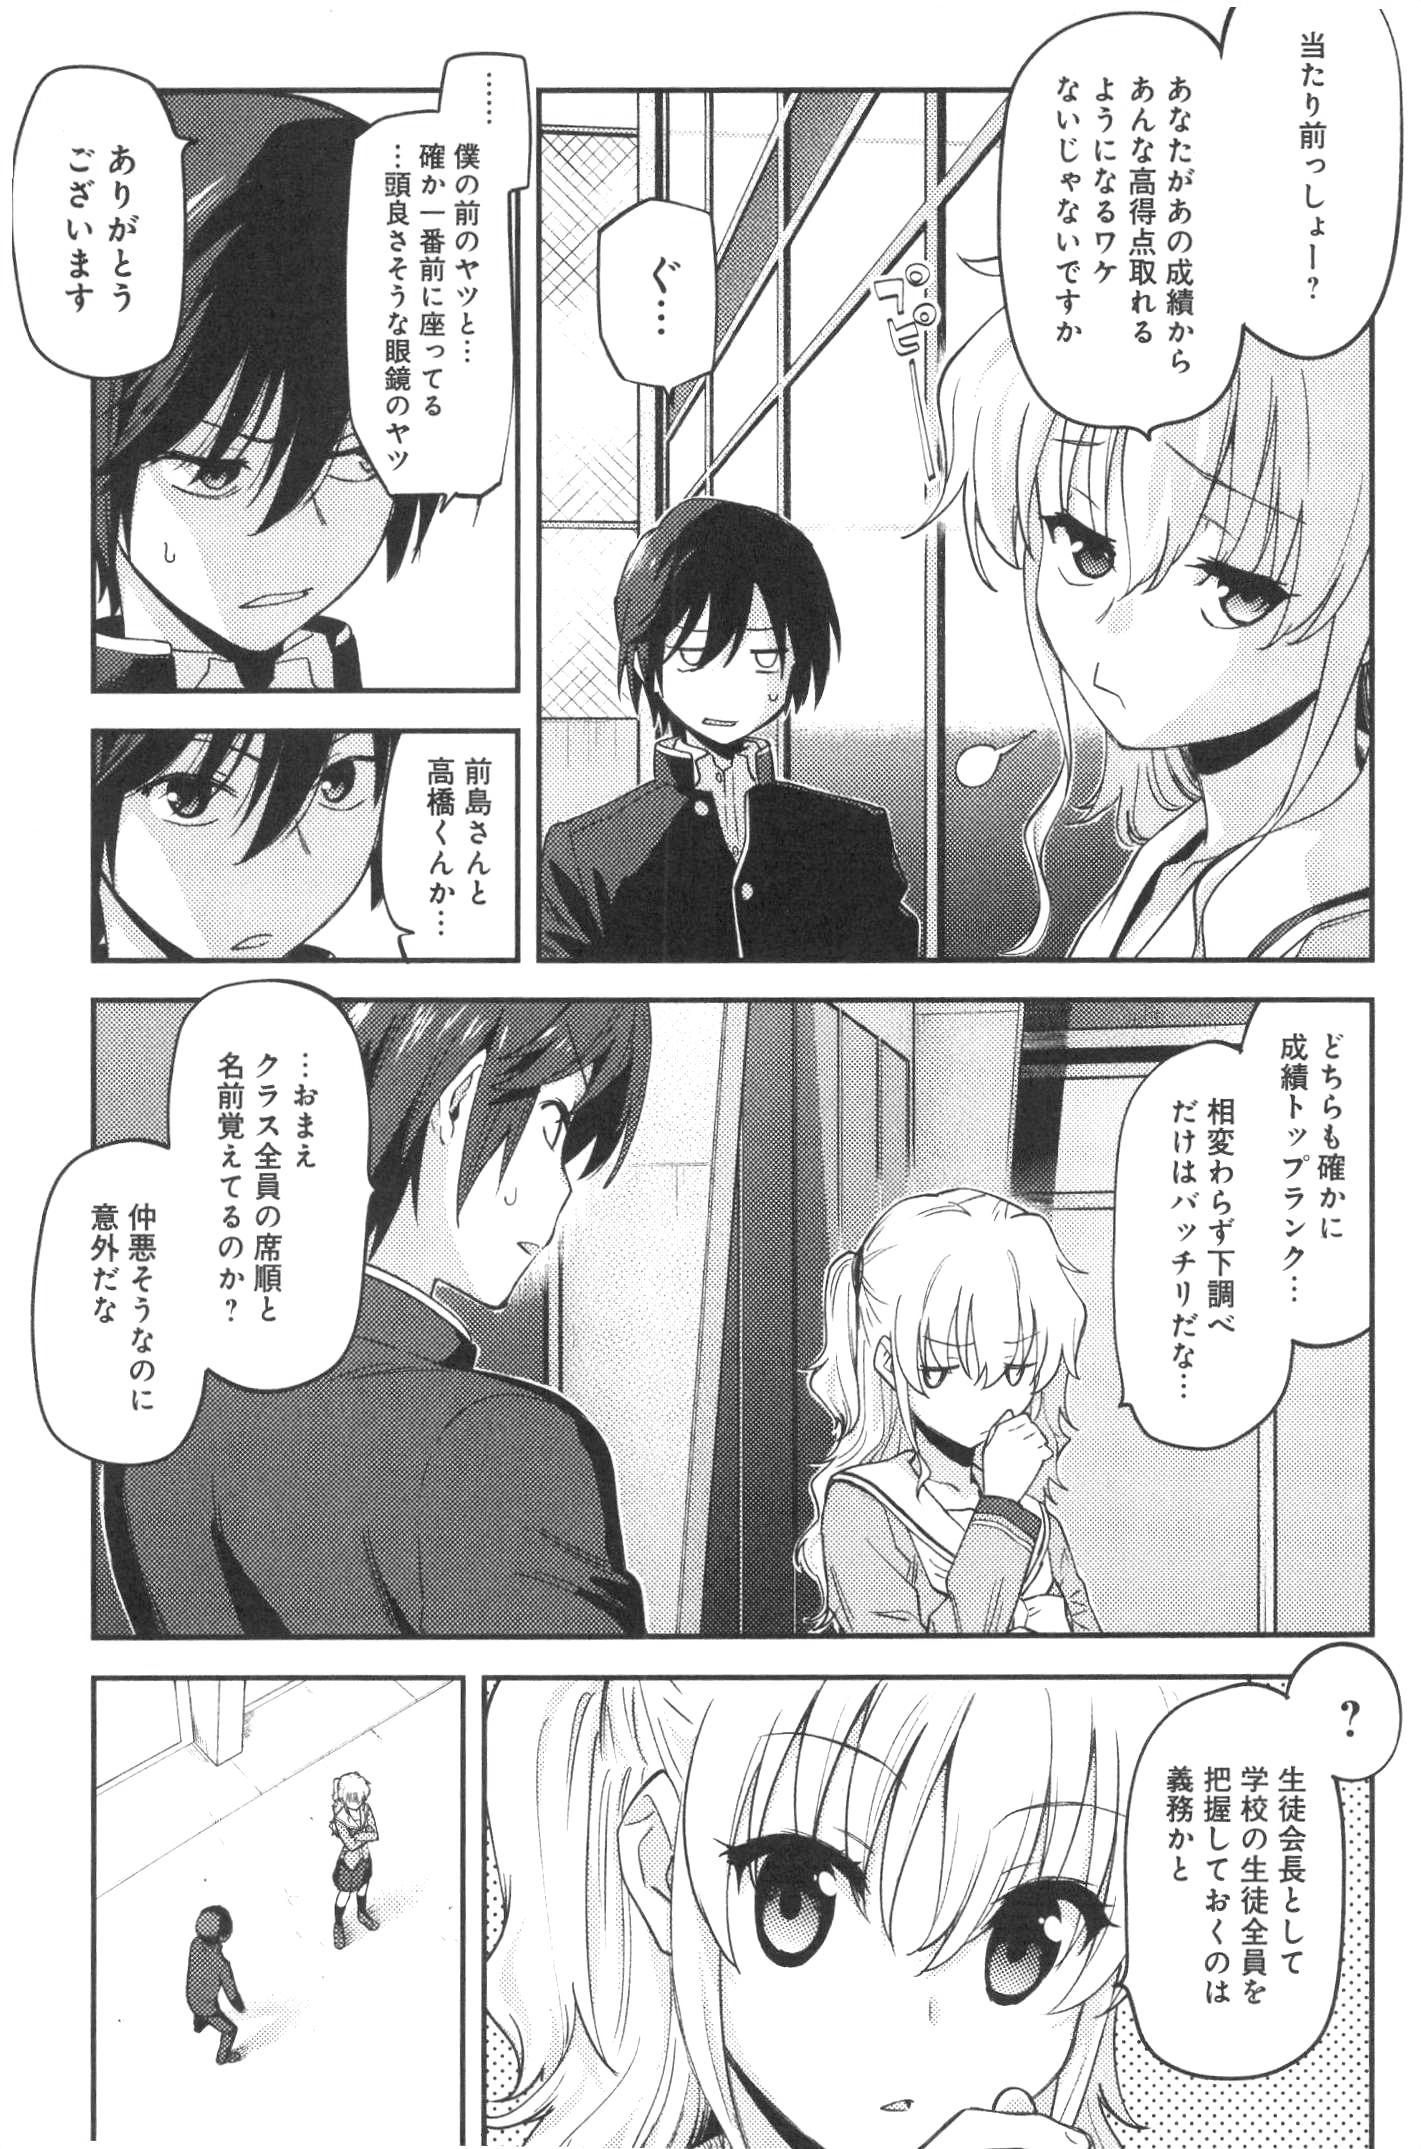 当たり前っしょー?
あなたがあの成績から
あんな高得点取れる
ようになるワケ
ないじゃないですか
ペピーーッ
ぐ…
……
僕の前のヤツと…
確か一番前に座ってる
…頭良さそうな眼鏡のヤツ
ありがとう
ございます
前島さんと
高橋くんか…
どちらも確かに
成績トップランク…
相変わらず下調べ
だけはバッチリだな…
…おまえ
クラス全員の席順と
名前覚えてるのか?
仲悪そうなのに
意外だな
?
生徒会長として
学校の生徒全員を
把握しておくのは
義務かと